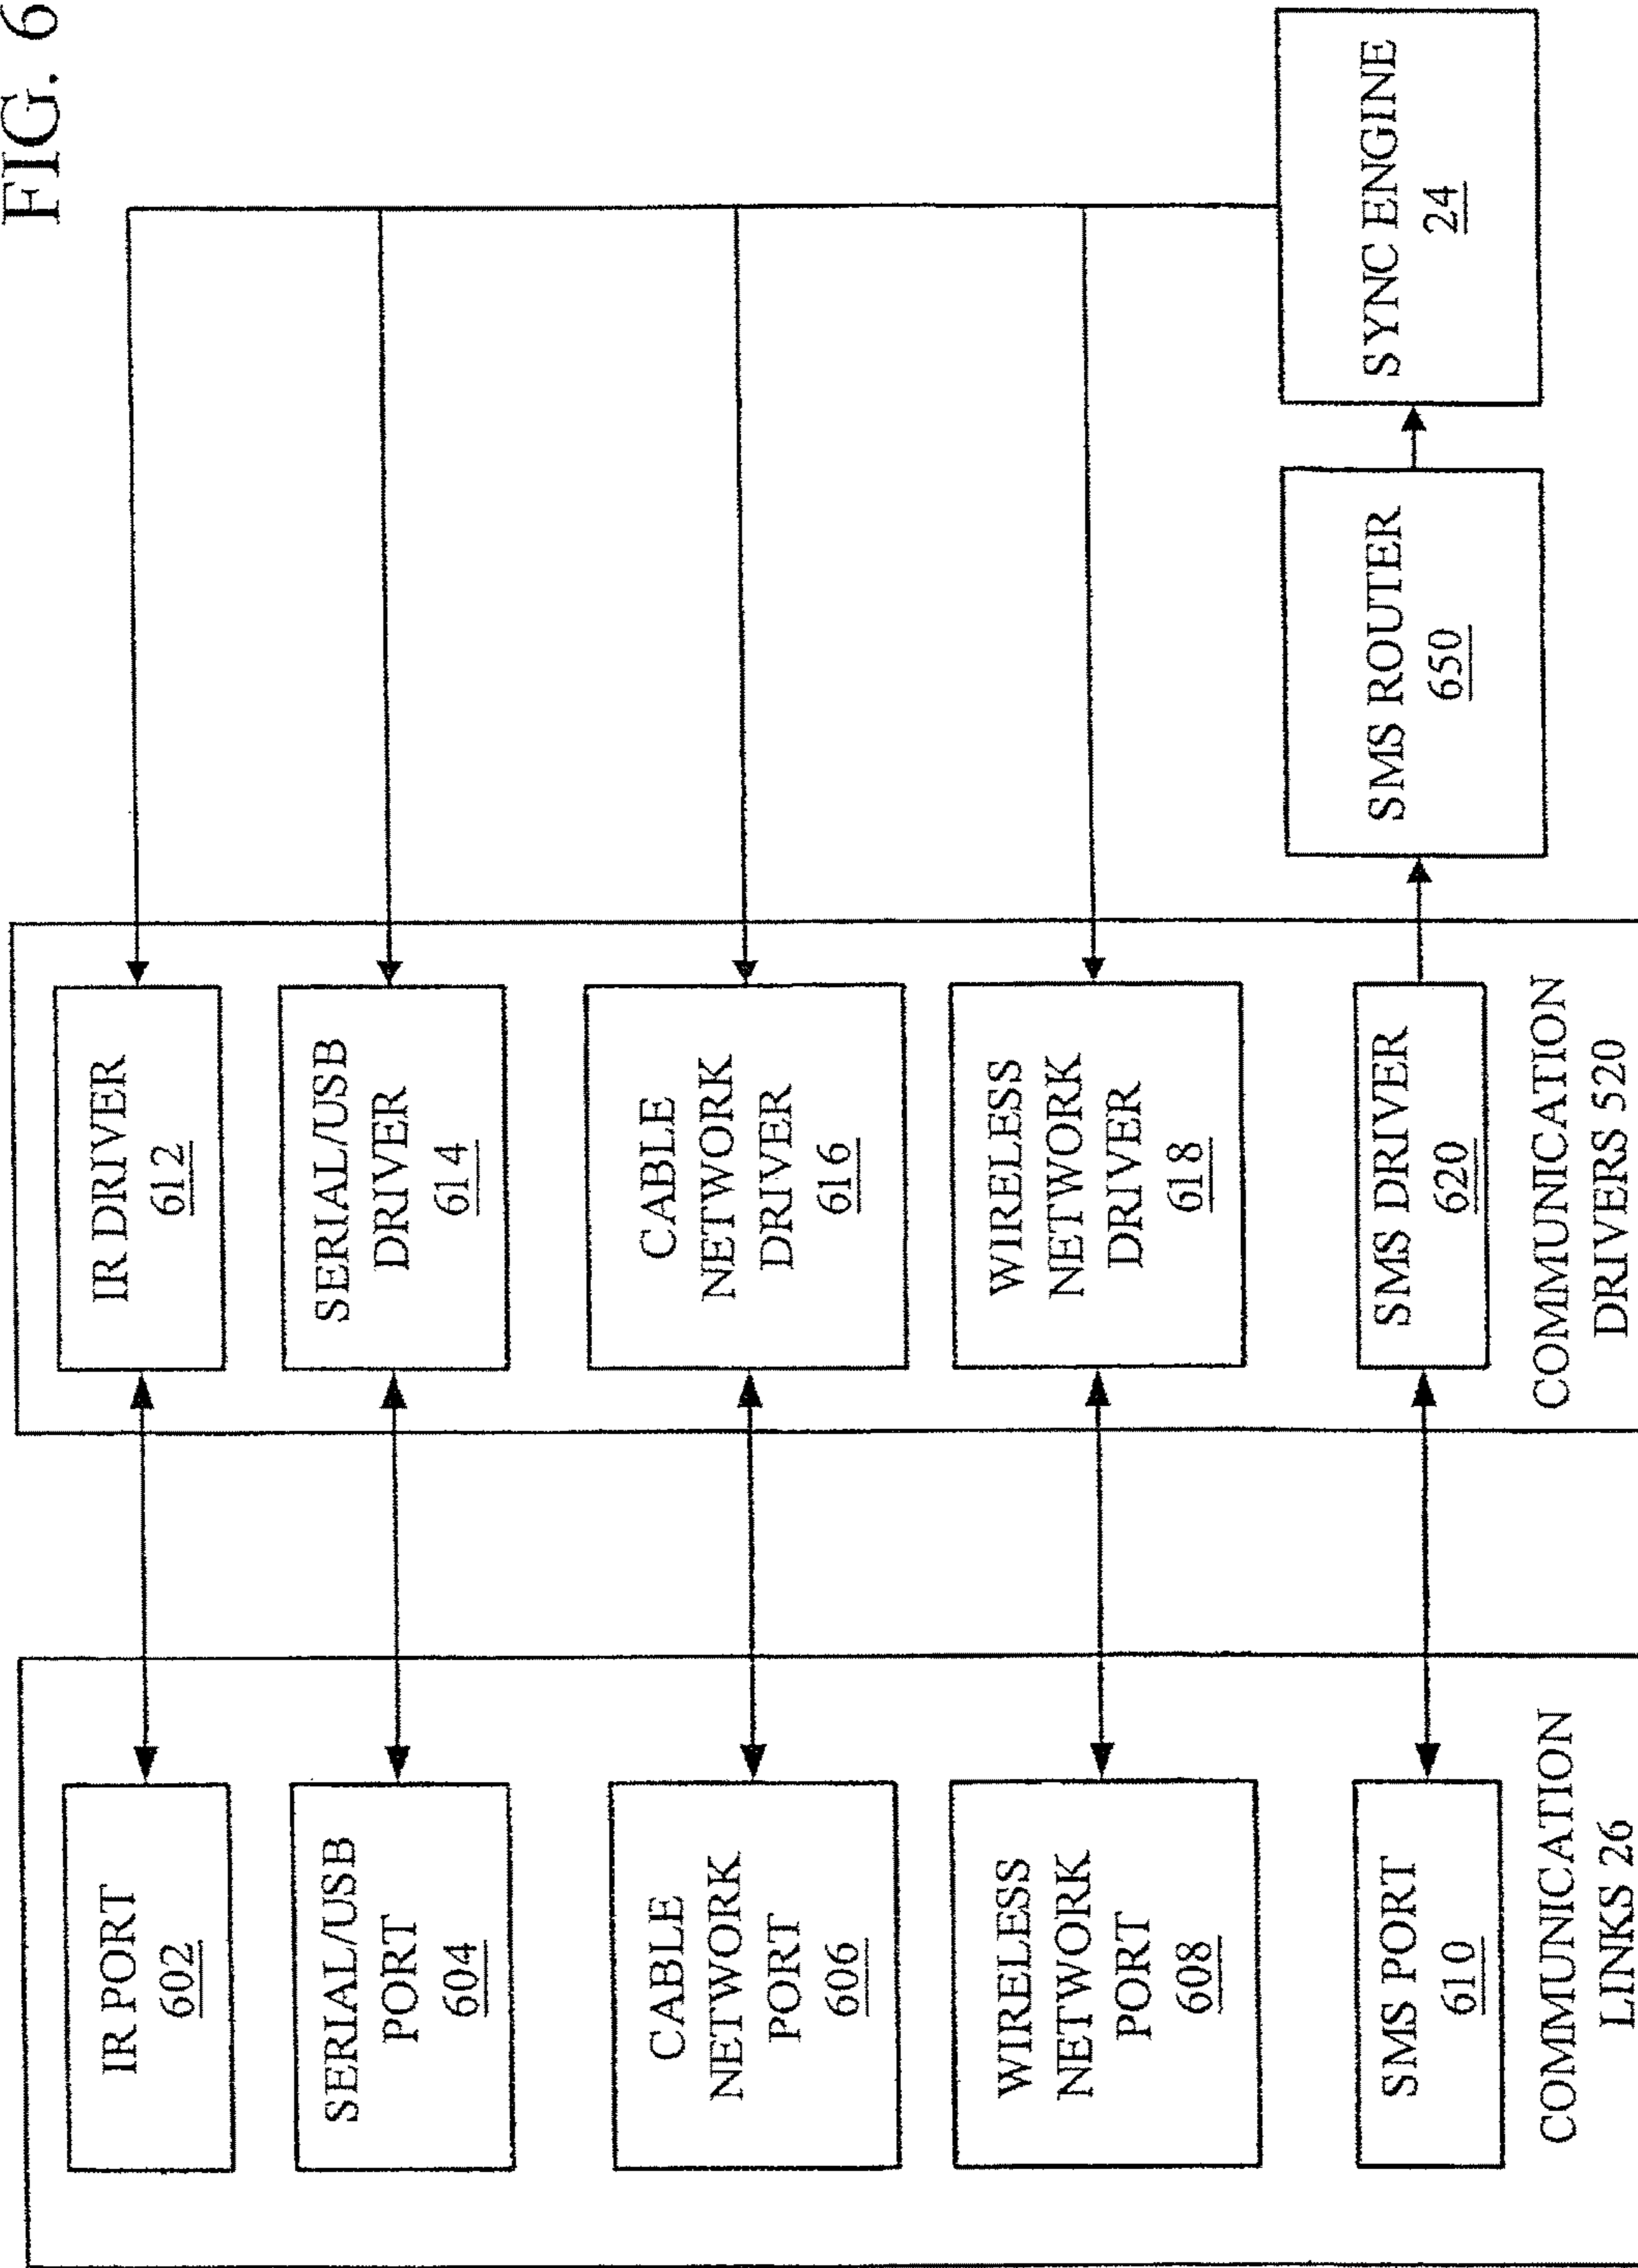 FIG. 6
IR PORT
602
SERIAL/USB
PORT
604
CABLE
NETWORK
PORT
606
WIRELESS
NETWORK
PORT
608
SMS PORT
610
COMMUNICATION
LINKS 26
IR DRIVER
612
SERIAL/USB
DRIVER
614
CABLE
NETWORK
DRIVER
616
WIRELESS
NETWORK
DRIVER
618
SMS DRIVER
620
COMMUNICATION
DRIVERS 520
SMS ROUTER
650
SYNC ENGINE
24